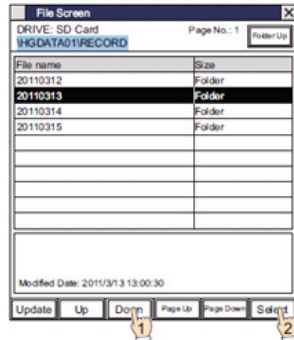 File Screen X
DRIVE: SD Card Page No.: 1 Folder Up
\HGDATA01\RECORD
File name Size
20110312 Folder
20110313 Folder
20110314 Folder
20110315 Folder
Modified Date: 2011/3/13 13:00:30
Update Up Down Page Up Page Down Select
1 2